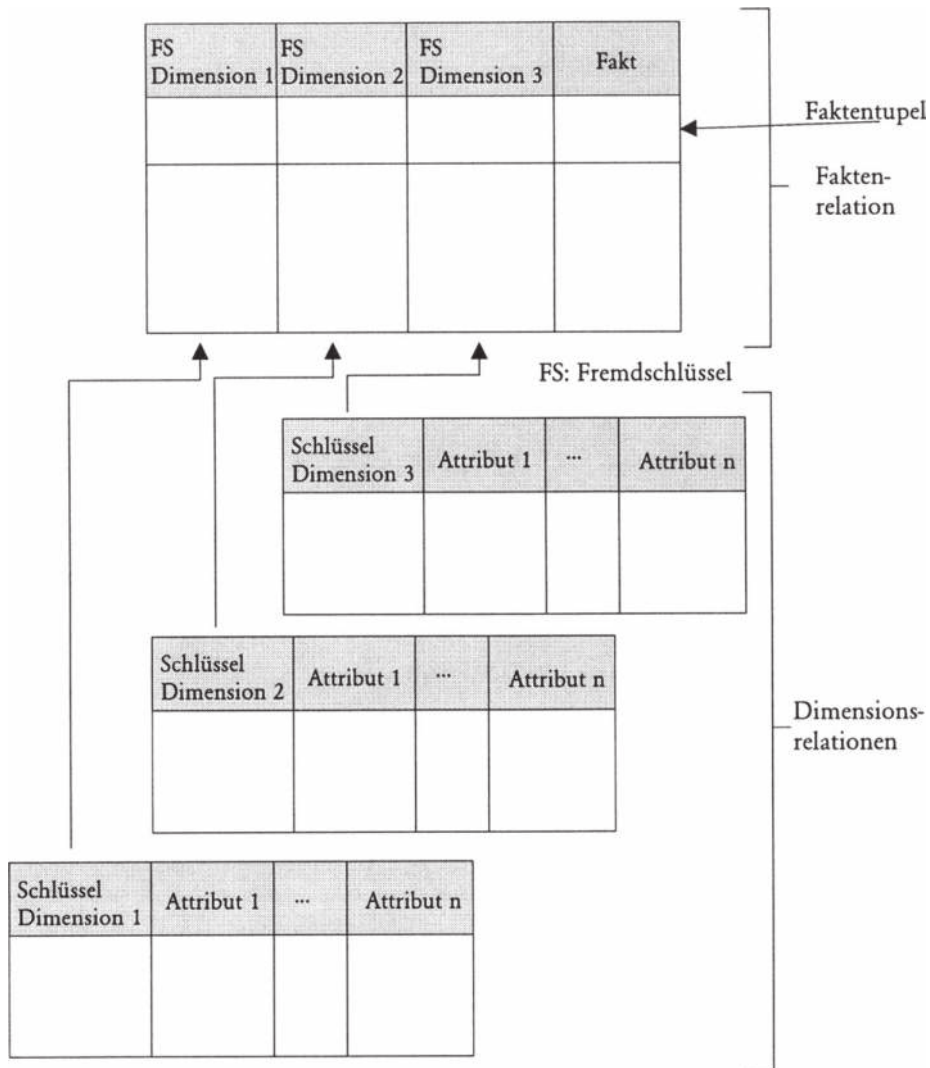 FS
Dimension 1
FS
Dimension 2
FS
Dimension 3
Fakt
Faktentupel
Fakten-
relation
FS: Fremdschlüssel
Schlüssel
Dimension 3
Attribut 1
...
Attribut n
Schlüssel
Dimension 2
Attribut 1
...
Attribut n
Dimensions-
relationen
Schlüssel
Dimension 1
Attribut 1
...
Attribut n